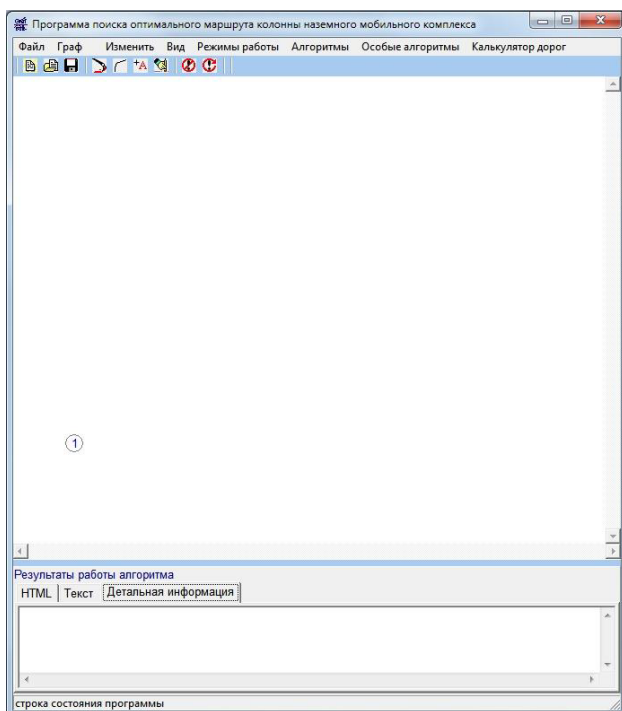 Программа поиска оптимального маршрута колонны наземного мобильного комплекса
Файл Граф Изменить Вид Режимы работы Алгоритмы Особые алгоритмы Калькулятор дорог
+A
1
Результаты работы алгоритма
HTML Текст Детальная информация
строка состояния программы